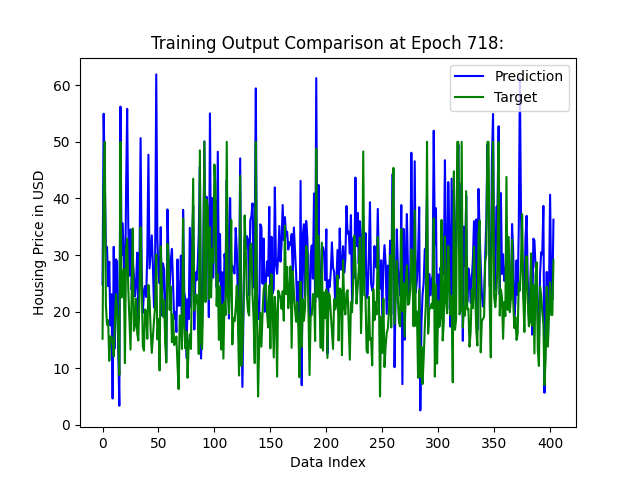 Training Output Comparison at Epoch 718:
Prediction
Target
Housing Price in USD
60
50
40
30
20
10
0
0 50 100 150 200 250 300 350 400
Data Index